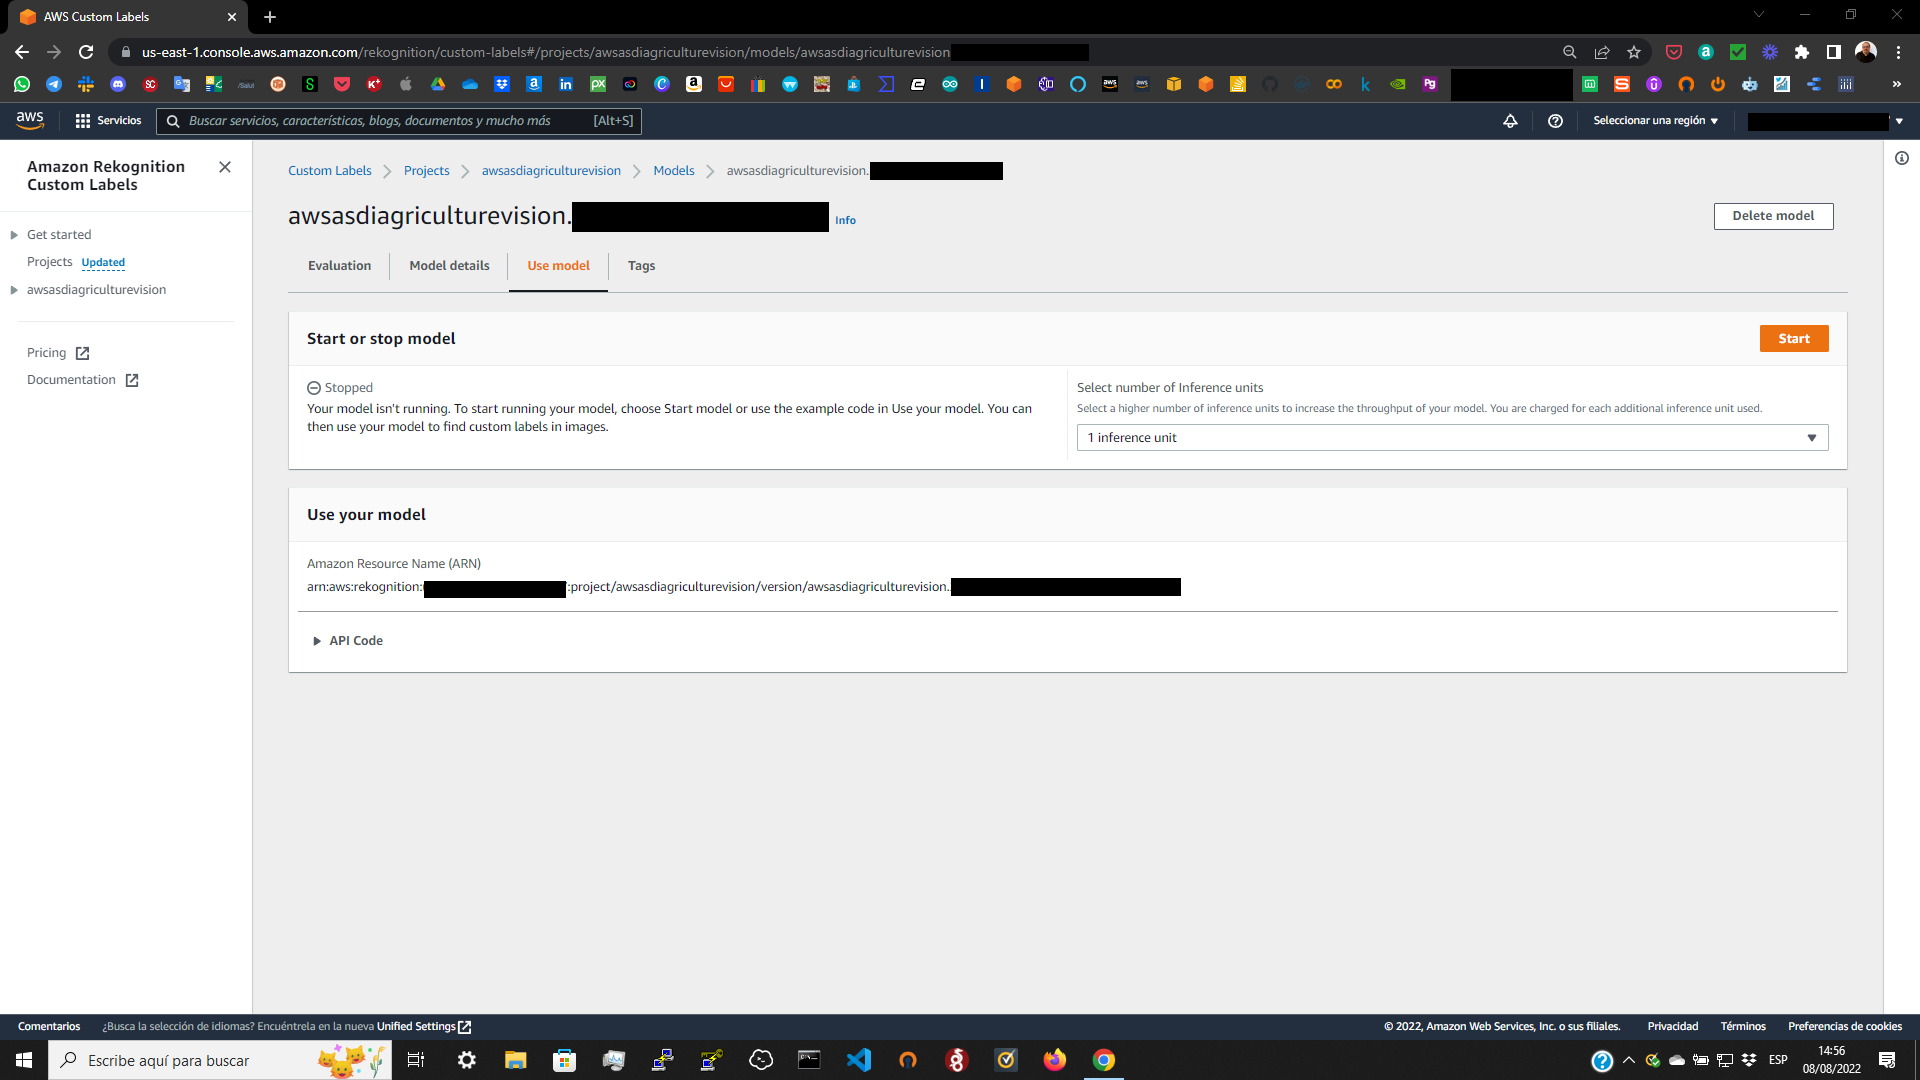 AWS Custom Labels
us-east-1.console.aws.amazon.com/rekognition/custom-labels#/projects/awsasdiagriculturevision/models/awsasdiagriculturevision
aws
Servicios
Buscar servicios, características, blogs, documentos y mucho más
[Alt+S]
Seleccionar una región
Amazon Rekognition
Custom Labels
Get started
Projects Updated
awsasdiagriculturevision
Pricing
Documentation
Custom Labels
Projects
awsasdiagriculturevision
Models
awsasdiagriculturevision.
awsasdiagriculturevision.
Info
Delete model
Evaluation
Model details
Use model
Tags
Start or stop model
Start
Stopped
Your model isn't running. To start running your model, choose Start model or use the example code in Use your model. You can
then use your model to find custom labels in images.
Select number of Inference units
Select a higher number of inference units to increase the throughput of your model. You are charged for each additional inference unit used.
1 inference unit
Use your model
Amazon Resource Name (ARN)
arn:aws:rekognition: :project/awsasdiagriculturevision/version/awsasdiagriculturevision.
API Code
Comentarios
¿Busca la selección de idiomas? Encuéntrela en la nueva Unified Settings
© 2022, Amazon Web Services, Inc. o sus filiales.
Privacidad
Términos
Preferencias de cookies
Escribe aquí para buscar
ESP
14:56
08/08/2022